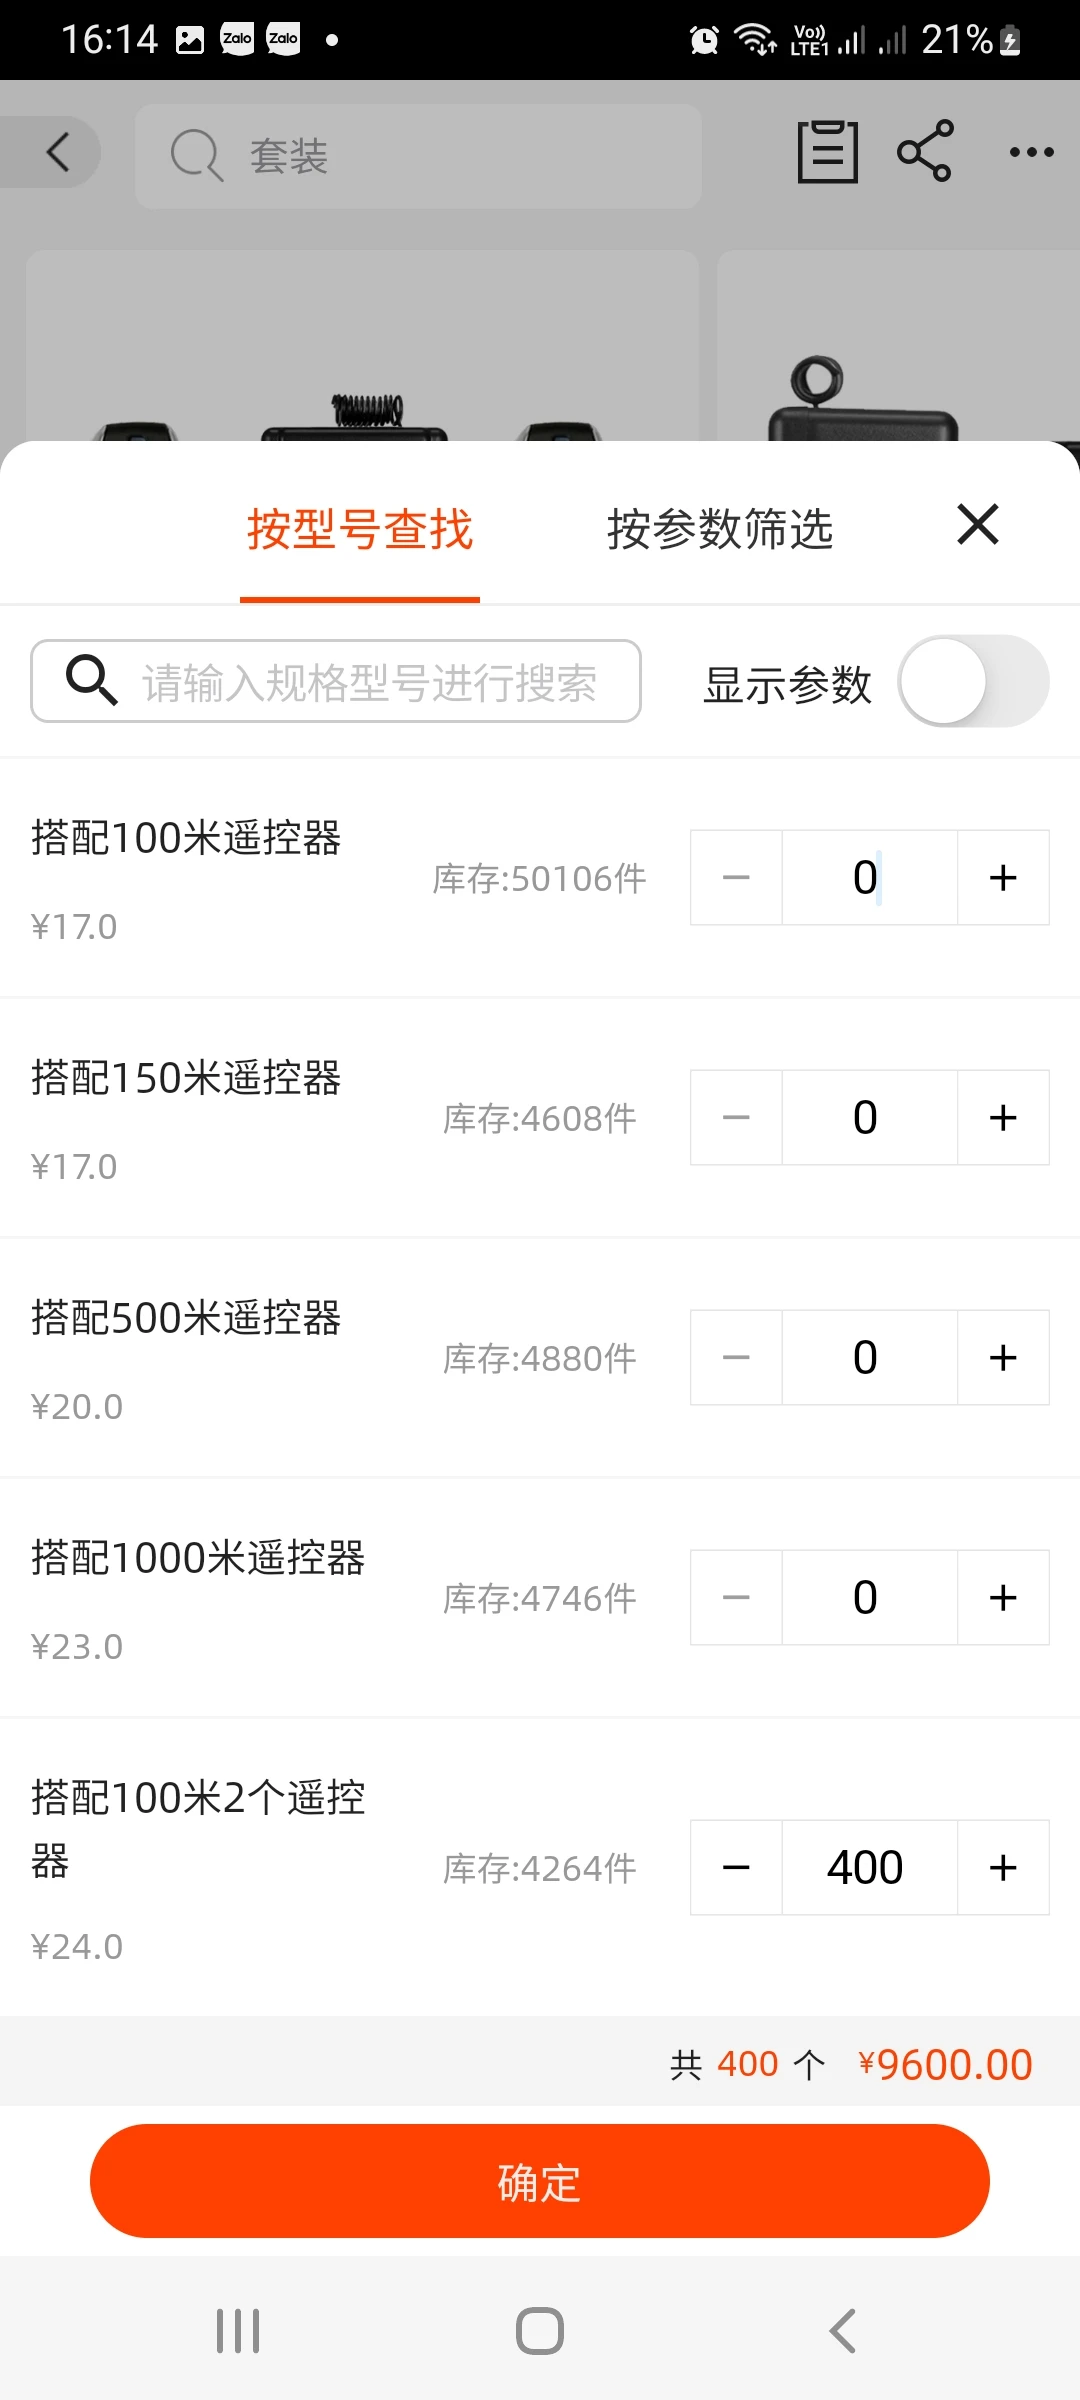 16:14 Zalo Zalo Vo)) LTE1 21%
套装
按型号查找 按参数筛选
请输入规格型号进行搜索 显示参数
搭配100米遥控器
库存:50106件 0
¥17.0
搭配150米遥控器
库存:4608件 0
¥17.0
搭配500米遥控器
库存:4880件 0
¥20.0
搭配1000米遥控器
库存:4746件 0
¥23.0
搭配100米2个遥控
器
库存:4264件 400
¥24.0
共 400 个 ¥9600.00
确定